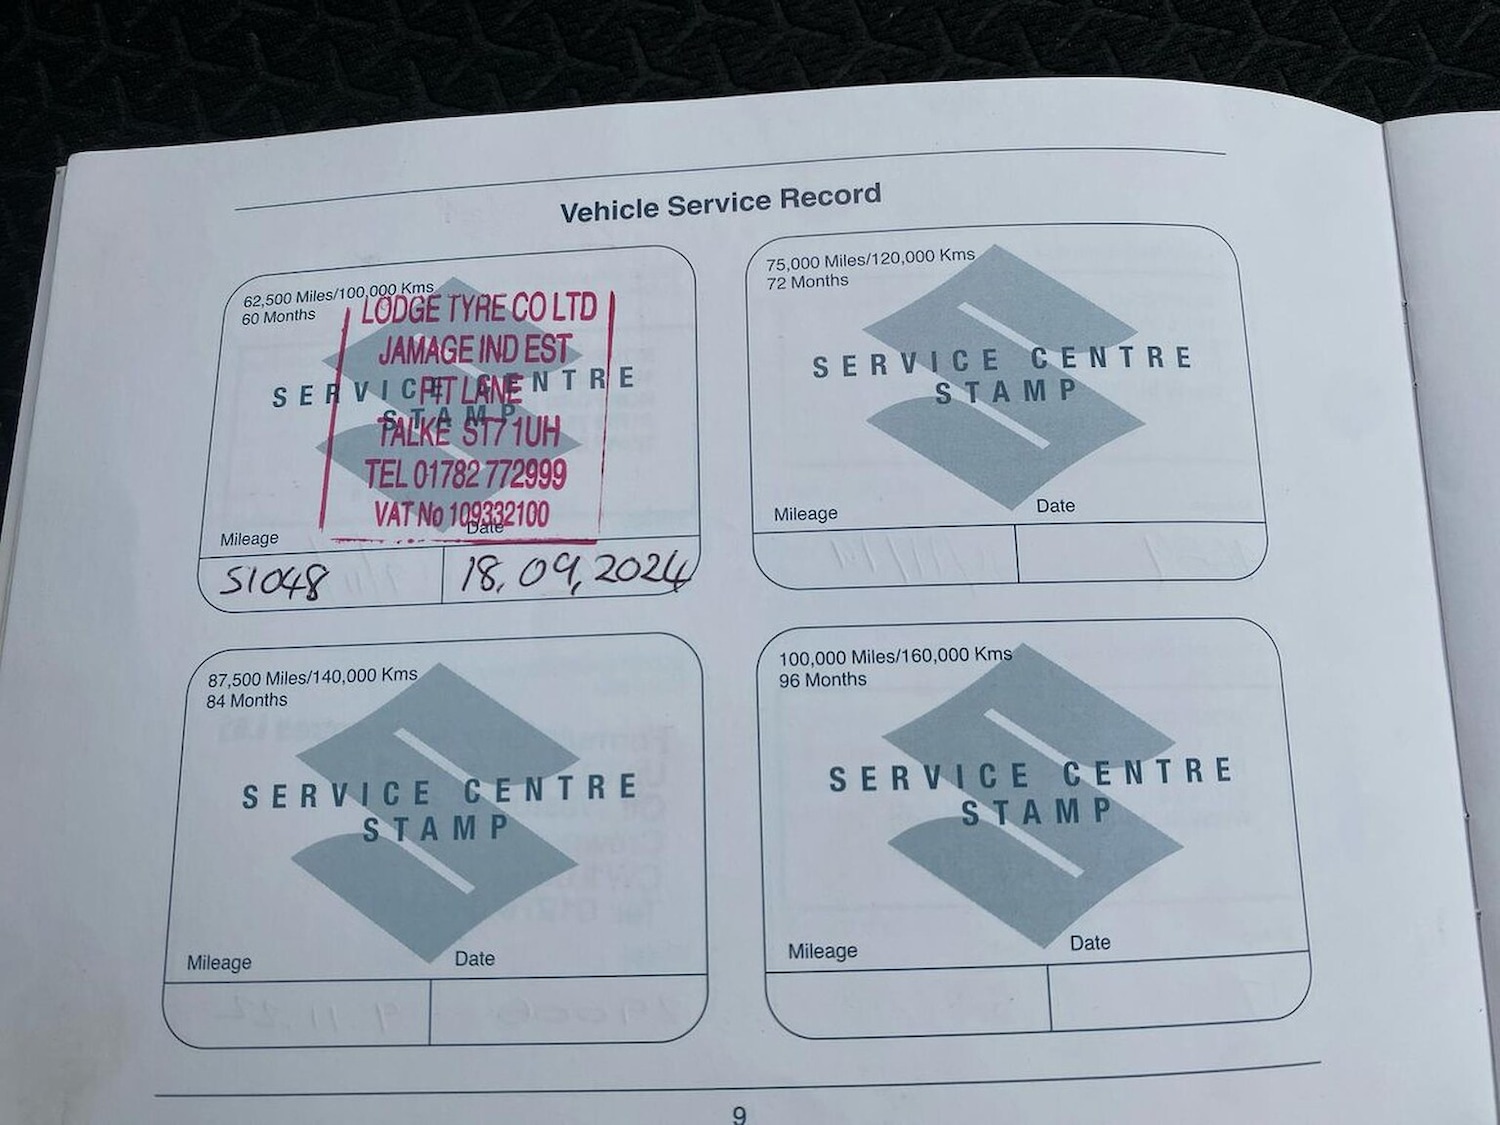 Vehicle Service Record
62,500 Miles/100,000 Kms
60 Months
SERVICE CENTRE
STAMP
LODGE TYRE CO LTD
JAMAGE IND EST
PIT LANE
TALKE ST7 1UH
TEL 01782 772999
VAT No 109332100
Mileage
Date
51048
18.09.2024
75,000 Miles/120,000 Kms
72 Months
SERVICE CENTRE
STAMP
Mileage
Date
87,500 Miles/140,000 Kms
84 Months
SERVICE CENTRE
STAMP
Mileage
Date
100,000 Miles/160,000 Kms
96 Months
SERVICE CENTRE
STAMP
Mileage
Date
9